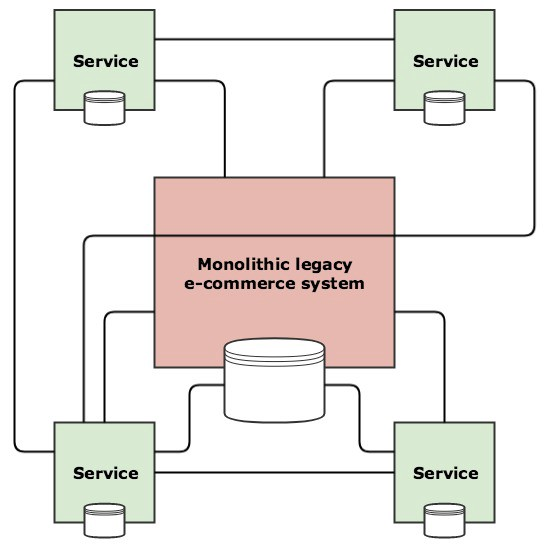 Service
Service
Monolithic legacy
e-commerce system
Service
Service